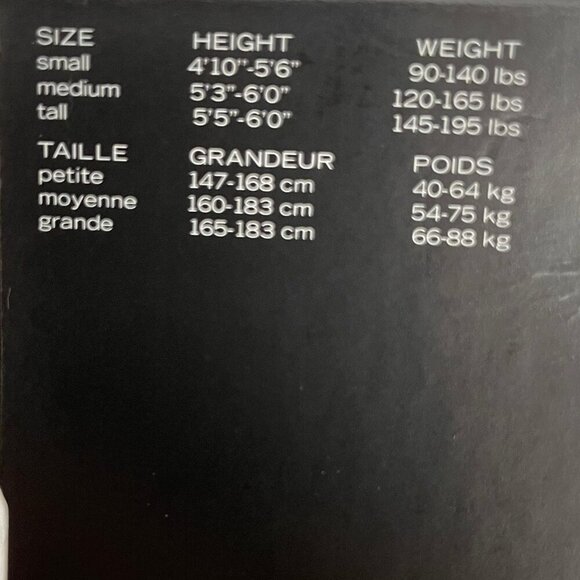 SIZE HEIGHT WEIGHT
small 4'10"-5'6" 90-140 lbs
medium 5'3"-6'0" 120-165 lbs
tall 5'5"-6'0" 145-195 lbs
TAILLE GRANDEUR POIDS
petite 147-168 cm 40-64 kg
moyenne 160-183 cm 54-75 kg
grande 165-183 cm 66-88 kg